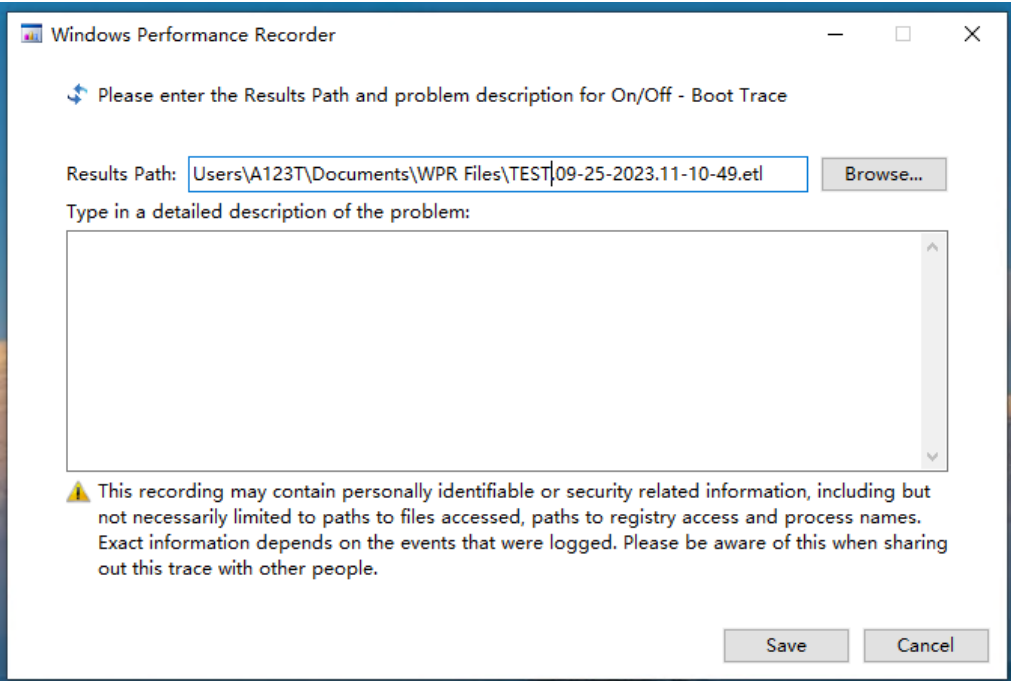 Windows Performance Recorder
Please enter the Results Path and problem description for On/Off - Boot Trace
Results Path: Users\A123T\Documents\WPR Files\TEST.09-25-2023.11-10-49.etl Browse...
Type in a detailed description of the problem:
This recording may contain personally identifiable or security related information, including but
not necessarily limited to paths to files accessed, paths to registry access and process names.
Exact information depends on the events that were logged. Please be aware of this when sharing
out this trace with other people.
Save Cancel